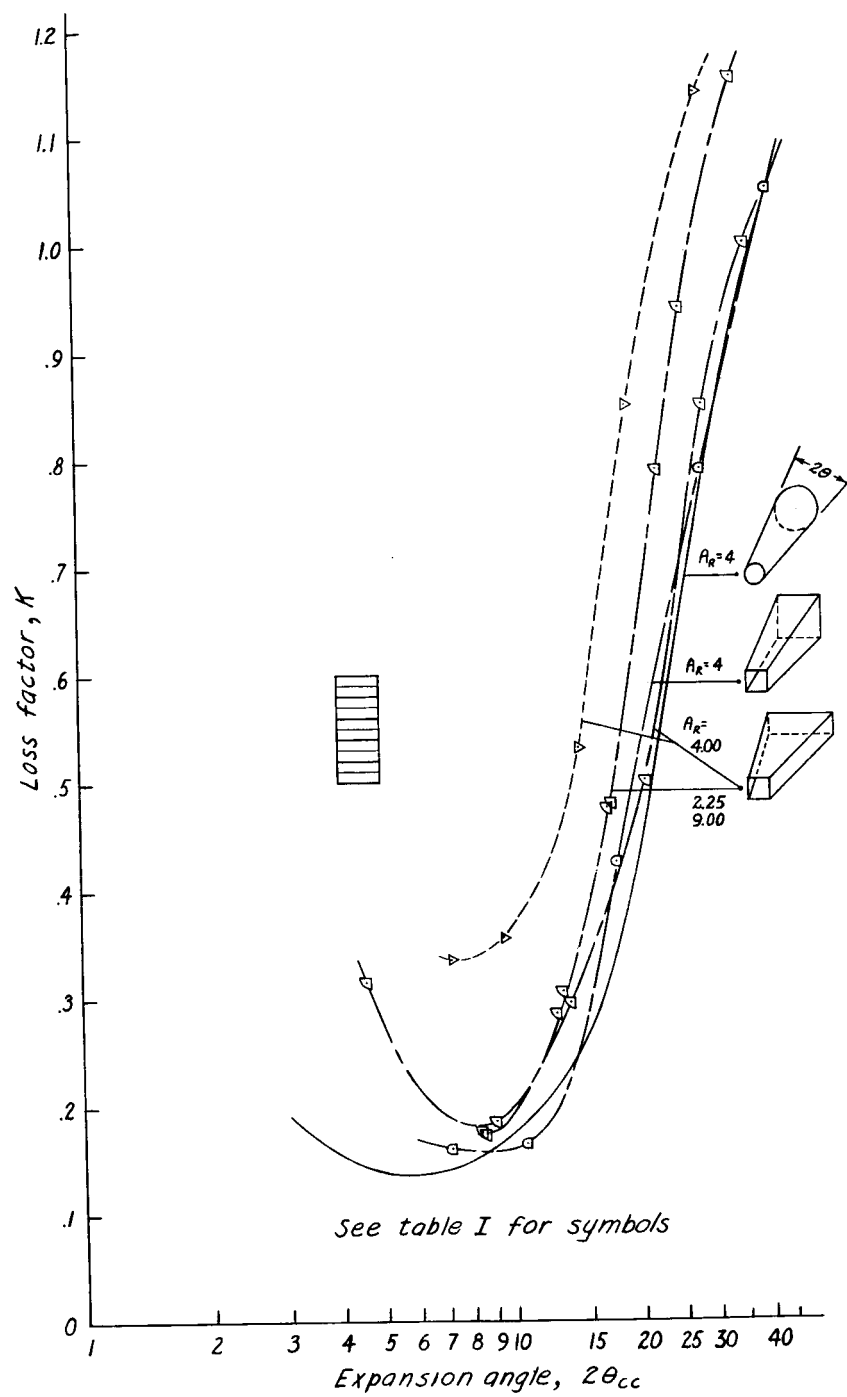 1.2
1.1
1.0
.9
.8
.7
.6
.5
.4
.3
.2
.1
0
Loss factor, K
2θ
A_R=4
A_R=4
A_R=
4.00
2.25
9.00
See table I for symbols
1 2 3 4 5 6 7 8 9 10 15 20 25 30 40
Expansion angle, 2θcc